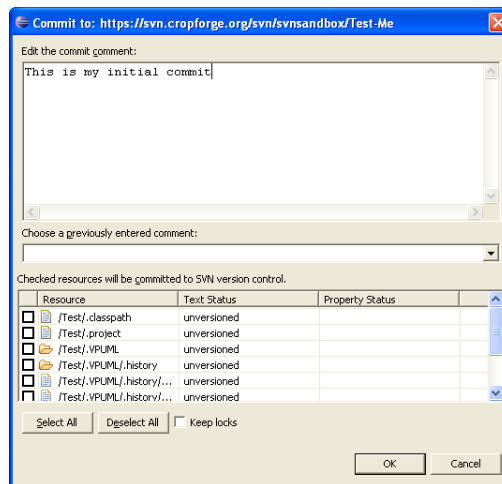 Commit to: https://svn.cropforge.org/svn/svnsandbox/Test-Me
Edit the commit comment:
This is my initial commit
Choose a previously entered comment:
Checked resources will be committed to SVN version control.
Resource Text Status Property Status
/Test/.classpath unversioned
/Test/.project unversioned
/Test/.VPUML unversioned
/Test/.VPUML/.history unversioned
/Test/.VPUML/.history/... unversioned
/Test/.VPUML/.history/... unversioned
Select All Deselect All Keep locks
OK Cancel